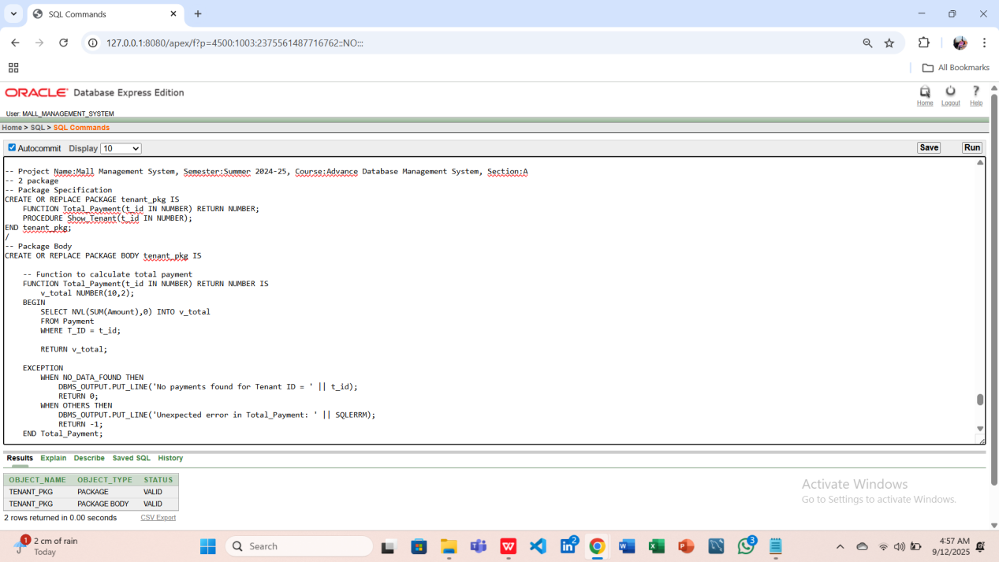 SQL Commands
127.0.0.1:8080/apex/f?p=4500:1003:2375561487716762::NO:::
All Bookmarks
ORACLE Database Express Edition
Home Logout Help
User: MALL_MANAGEMENT_SYSTEM
Home > SQL > SQL Commands
Autocommit Display 10 Save Run
-- Project Name:Mall Management System, Semester:Summer 2024-25, Course:Advance Database Management System, Section:A
-- 2 package
-- Package Specification
CREATE OR REPLACE PACKAGE tenant_pkg IS
FUNCTION Total_Payment(t_id IN NUMBER) RETURN NUMBER;
PROCEDURE Show_Tenant(t_id IN NUMBER);
END tenant_pkg;
/
-- Package Body
CREATE OR REPLACE PACKAGE BODY tenant_pkg IS
-- Function to calculate total payment
FUNCTION Total_Payment(t_id IN NUMBER) RETURN NUMBER IS
v_total NUMBER(10,2);
BEGIN
SELECT NVL(SUM(Amount),0) INTO v_total
FROM Payment
WHERE T_ID = t_id;
RETURN v_total;
EXCEPTION
WHEN NO_DATA_FOUND THEN
DBMS_OUTPUT.PUT_LINE('No payments found for Tenant ID = ' || t_id);
RETURN 0;
WHEN OTHERS THEN
DBMS_OUTPUT.PUT_LINE('Unexpected error in Total_Payment: ' || SQLERRM);
RETURN -1;
END Total_Payment;
Results Explain Describe Saved SQL History
OBJECT_NAME OBJECT_TYPE STATUS
TENANT_PKG PACKAGE VALID
TENANT_PKG PACKAGE BODY VALID
2 rows returned in 0.00 seconds CSV Export
Activate Windows
Go to Settings to activate Windows.
1 2 cm of rain
Today
Search
2
3
4:57 AM
9/12/2025